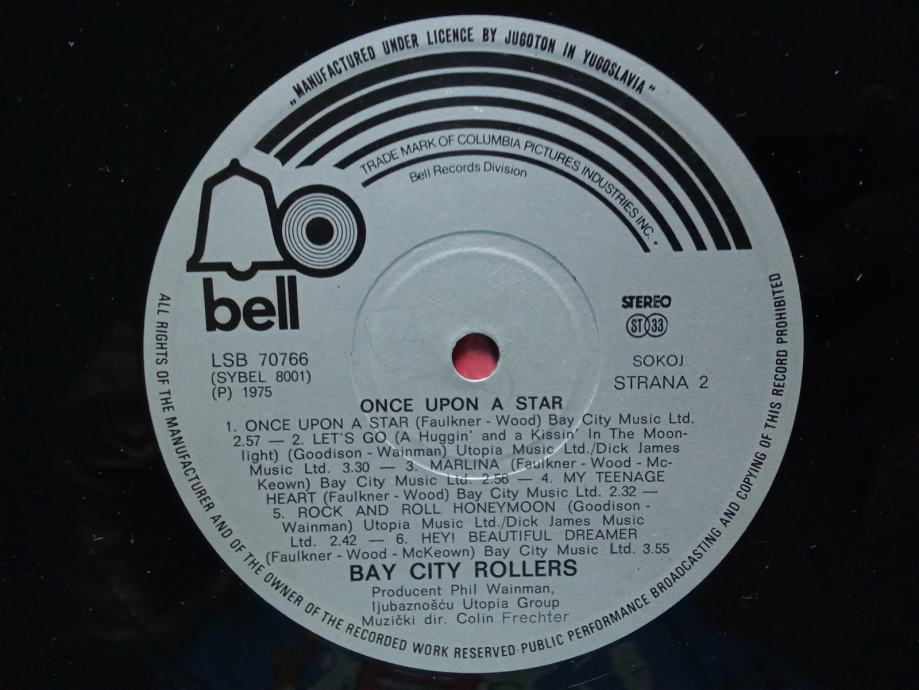 „MANUFACTURED UNDER LICENCE BY JUGOTON IN YUGOSLAVIA”
TRADE MARK OF COLUMBIA PICTURES INDUSTRIES INC.
Bell Records Division
bell
STEREO
ST 33
LSB 70766
(SYBEL 8001)
(P) 1975
SOKOJ
STRANA 2
ONCE UPON A STAR
1. ONCE UPON A STAR (Faulkner - Wood) Bay City Music Ltd.
2.57 — 2. LET'S GO (A Huggin' and a Kissin' In The Moon-
light) (Goodison - Wainman) Utopia Music Ltd./Dick James
Music Ltd. 3.30 — 3. MARLINA (Faulkner - Wood - Mc-
Keown) Bay City Music Ltd. 2.56 — 4. MY TEENAGE
HEART (Faulkner - Wood) Bay City Music Ltd. 2.32 —
5. ROCK AND ROLL HONEYMOON (Goodison -
Wainman) Utopia Music Ltd./Dick James Music
Ltd. 2.42 — 6. HEY! BEAUTIFUL DREAMER
(Faulkner - Wood - McKeown) Bay City Music Ltd. 3.55
BAY CITY ROLLERS
Producent Phil Wainman,
ljubaznošću Utopia Group
Muzički dir. Colin Frechter
ALL RIGHTS OF THE MANUFACTURER AND OF THE OWNER OF THE RECORDED WORK RESERVED·PUBLIC PERFORMANCE BROADCASTING AND COPYING OF THIS RECORD PROHIBITED